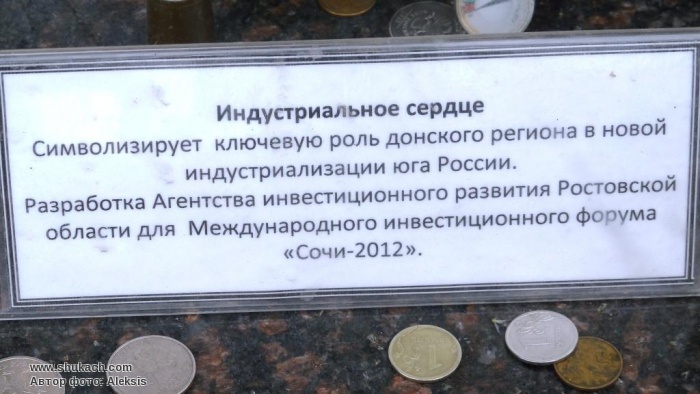 Индустриальное сердце
Символизирует ключевую роль донского региона в новой
индустриализации юга России.
Разработка Агентства инвестиционного развития Ростовской
области для Международного инвестиционного форума
«Сочи-2012».
1
www.shukach.com
Автор фото: Aleksis